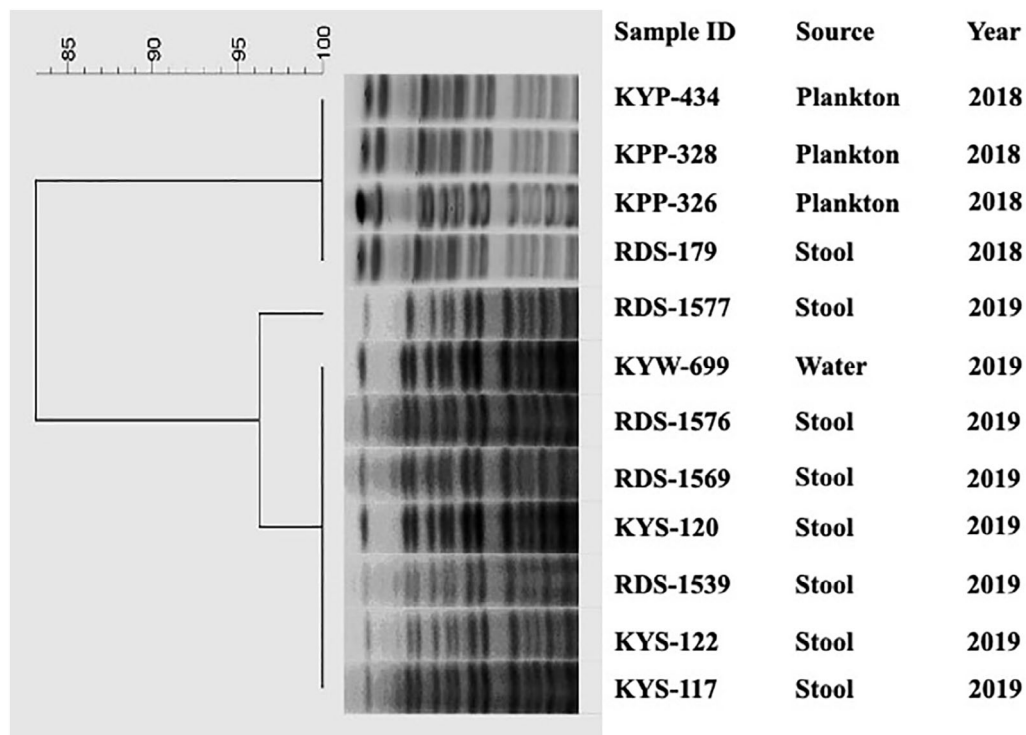 85 90 95 100
Sample ID Source Year
KYP-434 Plankton 2018
KPP-328 Plankton 2018
KPP-326 Plankton 2018
RDS-179 Stool 2018
RDS-1577 Stool 2019
KYW-699 Water 2019
RDS-1576 Stool 2019
RDS-1569 Stool 2019
KYS-120 Stool 2019
RDS-1539 Stool 2019
KYS-122 Stool 2019
KYS-117 Stool 2019